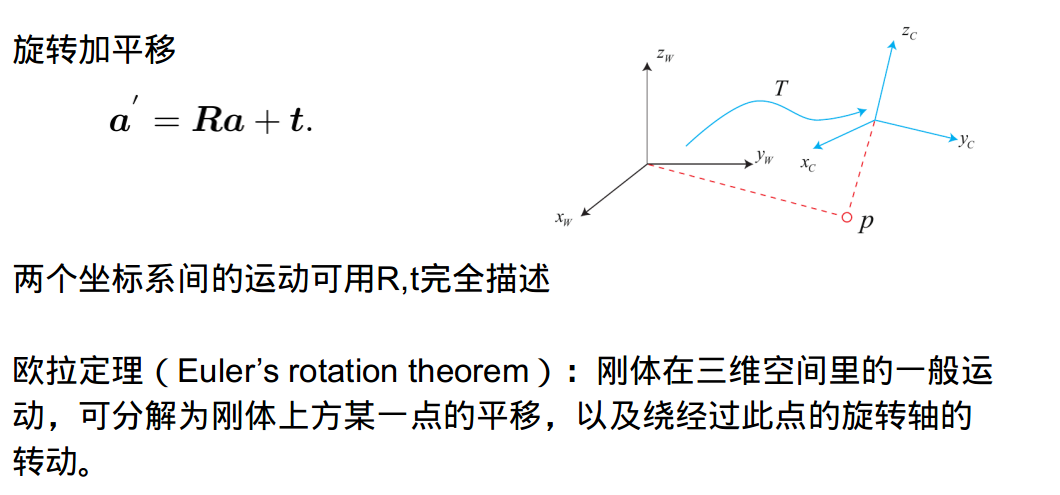 旋转加平移
a′ = Ra + t.
z_W
y_W
x_W
T
z_C
y_C
x_C
p
两个坐标系间的运动可用R,t完全描述
欧拉定理（Euler's rotation theorem）：刚体在三维空间里的一般运
动，可分解为刚体上方某一点的平移，以及绕经过此点的旋转轴的
转动。